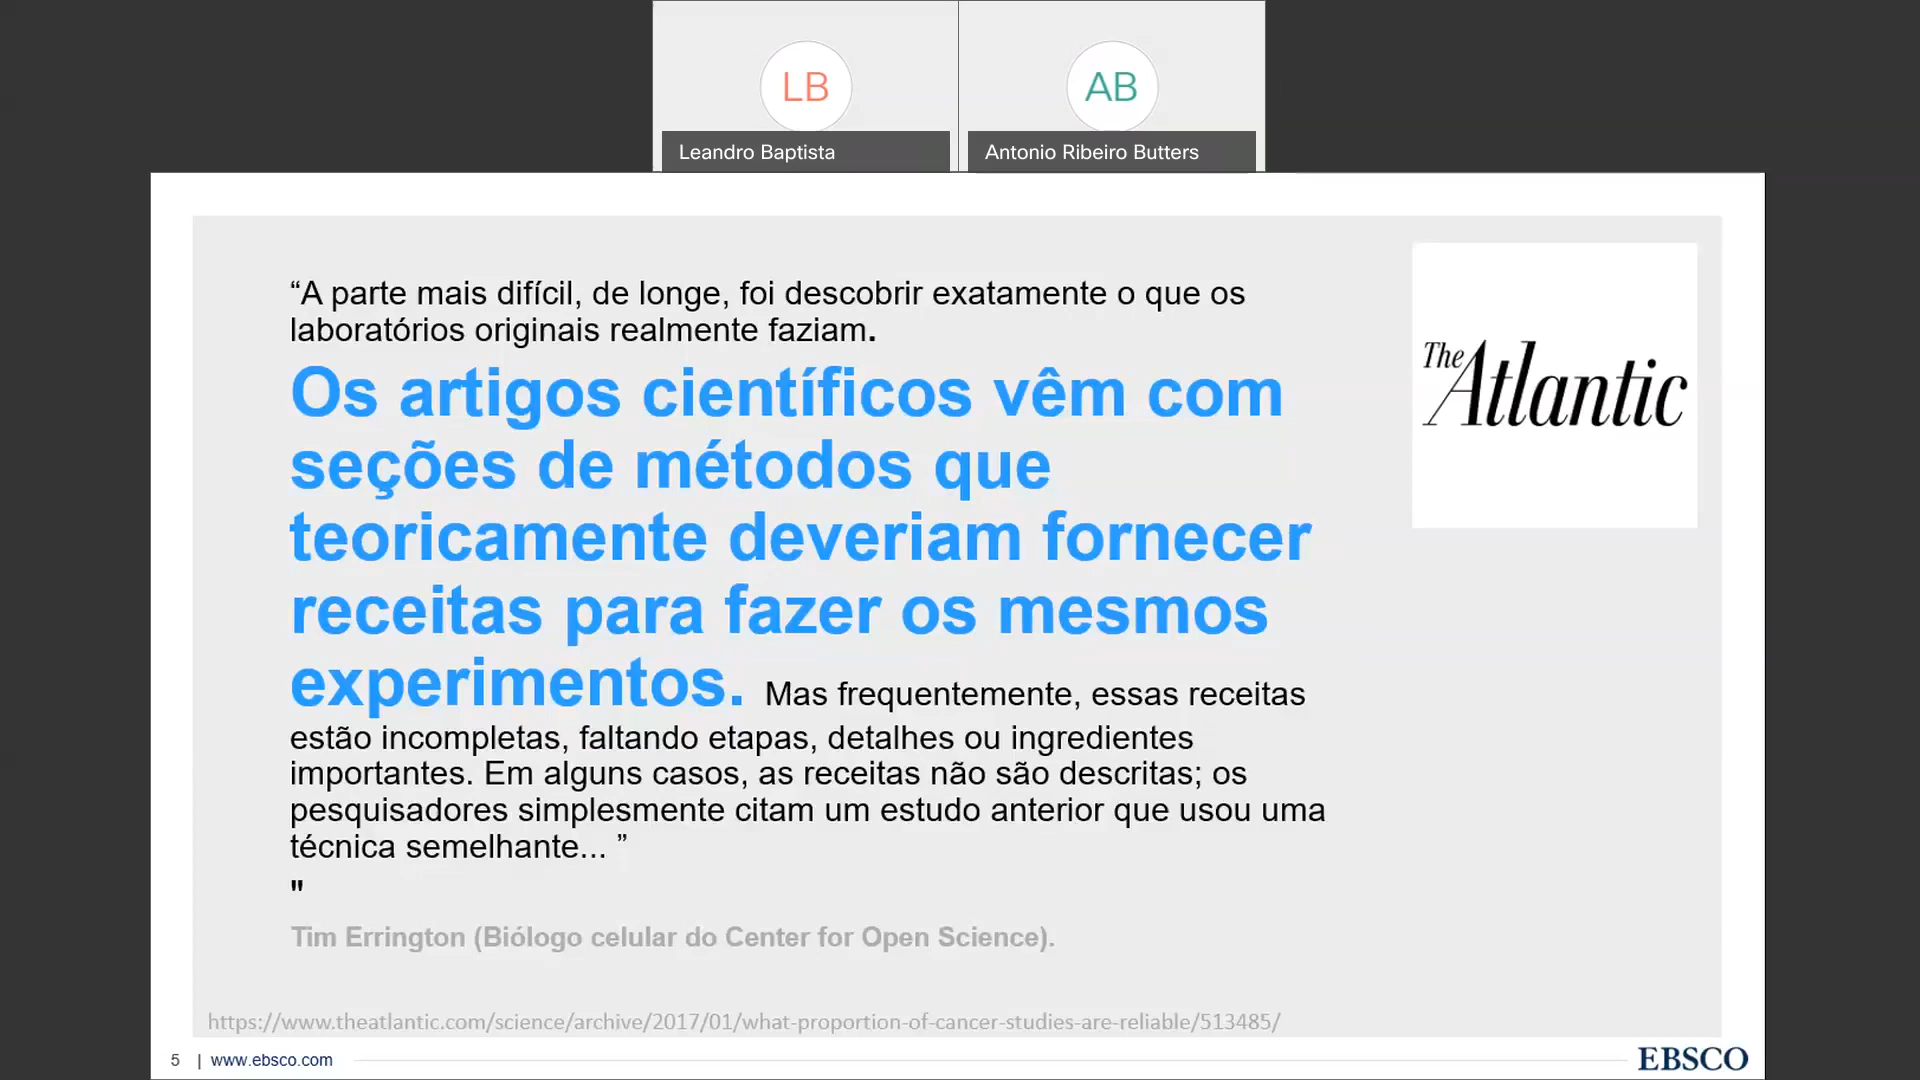 LB
AB
Leandro Baptista
Antonio Ribeiro Butters
“A parte mais difícil, de longe, foi descobrir exatamente o que os
laboratórios originais realmente faziam.
Os artigos científicos vêm com
seções de métodos que
teoricamente deveriam fornecer
receitas para fazer os mesmos
experimentos. Mas frequentemente, essas receitas
estão incompletas, faltando etapas, detalhes ou ingredientes
importantes. Em alguns casos, as receitas não são descritas; os
pesquisadores simplesmente citam um estudo anterior que usou uma
técnica semelhante... ”
"
Tim Errington (Biólogo celular do Center for Open Science).
The Atlantic
https://www.theatlantic.com/science/archive/2017/01/what-proportion-of-cancer-studies-are-reliable/513485/
5 | www.ebsco.com
EBSCO